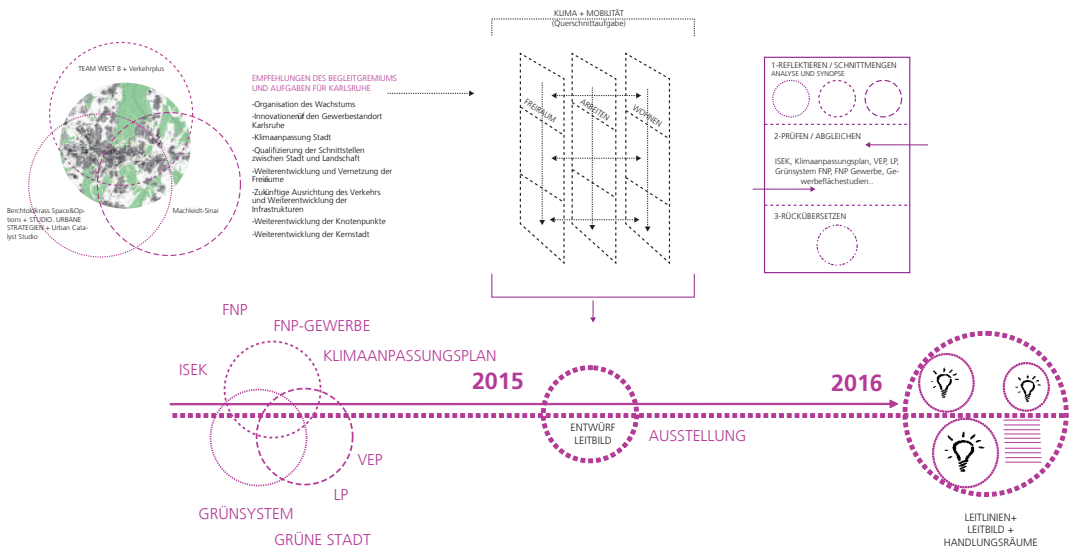 KLIMA + MOBILITÄT
(Querschnittaufgabe)
TEAM WEST 8 + Verkehrplus
Berchtoldkrass Space&Op-
tions + STUDIO. URBANE
STRATEGIEN + Urban Cata-
lyst Studio
Machleidt-Sinai
EMPFEHLUNGEN DES BEGLEITGREMIUMS
UND AUFGABEN FÜR KARLSRUHE
-Organisation des Wachstums
-Innovationen für den Gewerbestandort
Karlsruhe
-Klimaanpassung Stadt
-Qualifizierung der Schnittstellen
zwischen Stadt und Landschaft
-Weiterentwicklung und Vernetzung der
Freiräume
-Zukünftige Ausrichtung des Verkehrs
und Weiterentwicklung der
Infrastrukturen
-Weiterentwicklung der Knotenpunkte
-Weiterentwicklung der Kernstadt
FREIRAUM
ARBEITEN
WOHNEN
1-REFLEKTIEREN / SCHNITTMENGEN
ANALYSE UND SYNOPSE
2-PRÜFEN / ABGLEICHEN
ISEK, Klimaanpassungsplan, VEP, LP,
Grünsystem FNP, FNP Gewerbe, Ge-
werbeflächestudien..
3-RÜCKÜBERSETZEN
FNP
FNP-GEWERBE
KLIMAANPASSUNGSPLAN
ISEK
VEP
LP
GRÜNSYSTEM
GRÜNE STADT
2015
ENTWURF
LEITBILD
AUSSTELLUNG
2016
LEITLINIEN+
LEITBILD +
HANDLUNGSRÄUME